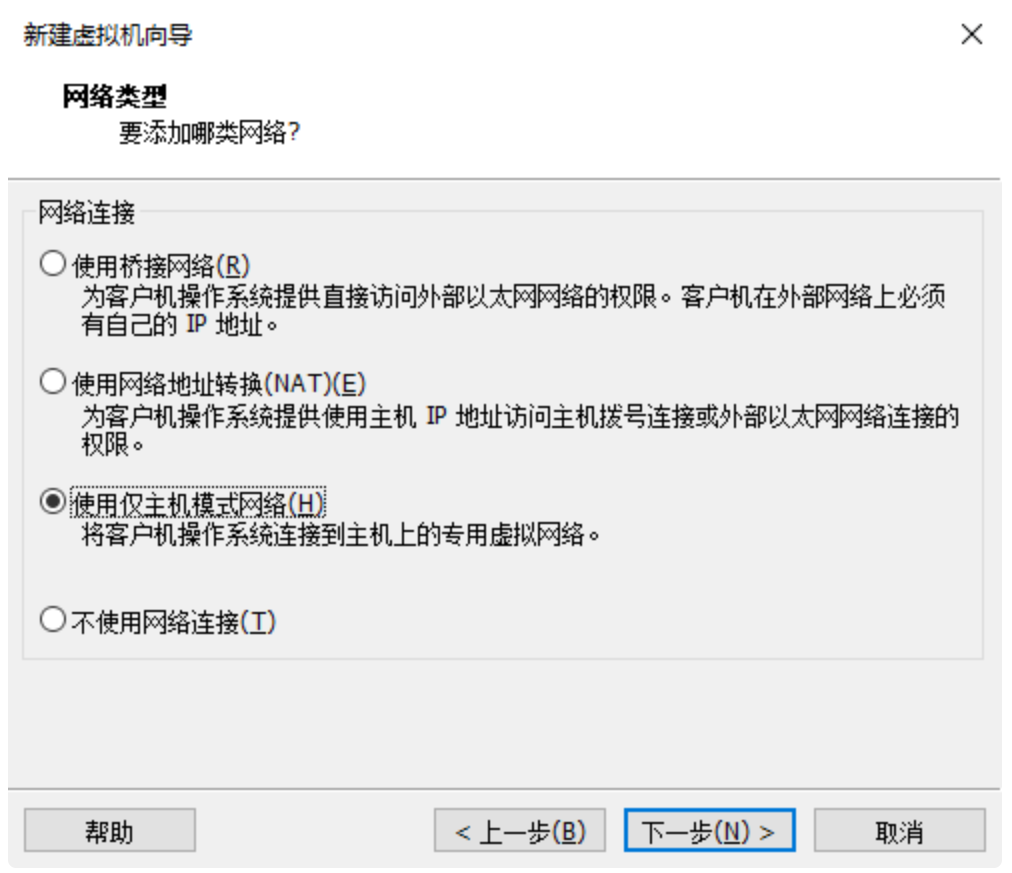 新建虚拟机向导
网络类型
要添加哪类网络?
网络连接
使用桥接网络(R)
为客户机操作系统提供直接访问外部以太网网络的权限。客户机在外部网络上必须
有自己的 IP 地址。
使用网络地址转换(NAT)(E)
为客户机操作系统提供使用主机 IP 地址访问主机拨号连接或外部以太网网络连接的
权限。
使用仅主机模式网络(H)
将客户机操作系统连接到主机上的专用虚拟网络。
不使用网络连接(T)
帮助
< 上一步(B)
下一步(N) >
取消